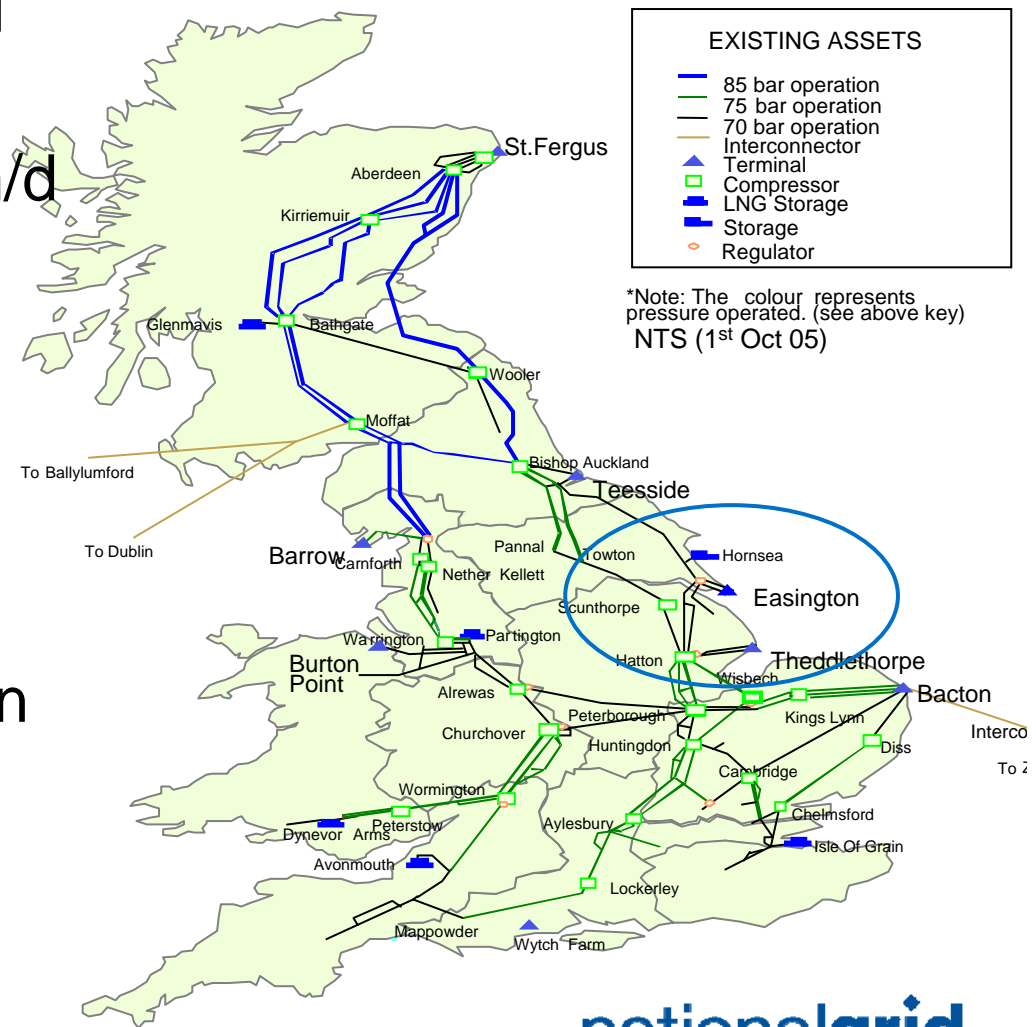 n/d
n
EXISTING ASSETS
85 bar operation
75 bar operation
70 bar operation
Interconnector
Terminal
Compressor
LNG Storage
Storage
Regulator
*Note: The colour represents
pressure operated. (see above key)
NTS (1st Oct 05)
St.Fergus
Aberdeen
Kirriemuir
Glenmavis
Bathgate
Wooler
Moffat
To Ballylumford
Bishop Auckland
Teesside
To Dublin
Barrow
Carnforth
Pannal
Towton
Hornsea
Nether Kellett
Easington
Scunthorpe
Warrington
Partington
Hatton
Theddlethorpe
Burton
Point
Wisbech
Alrewas
Bacton
Peterborough
Kings Lynn
Churchover
Interco
Huntingdon
Diss
To Z
Cambridge
Wormington
Chelmsford
Peterstow
Aylesbury
Dynevor Arms
Isle Of Grain
Avonmouth
Lockerley
Mappowder
Wytch Farm
nationalgrid